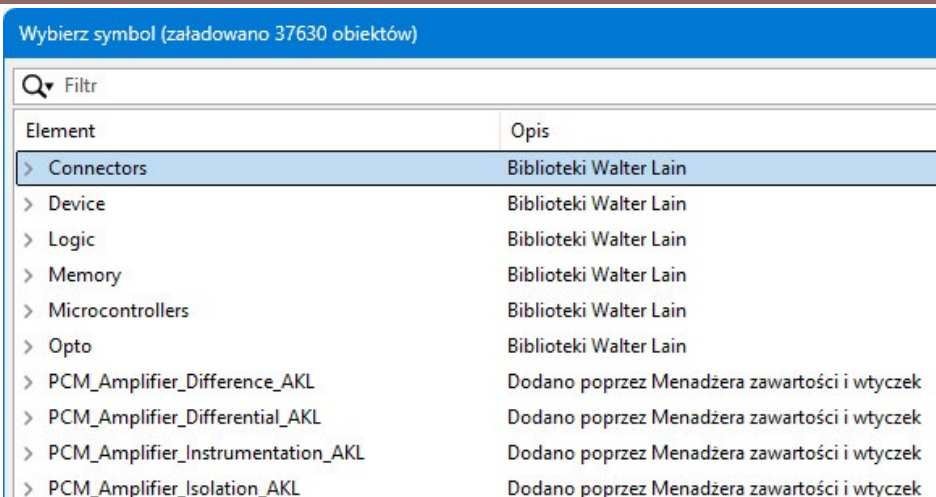 Wybierz symbol (załadowano 37630 obiektów)
Filtr
Element Opis
Connectors Biblioteki Walter Lain
Device Biblioteki Walter Lain
Logic Biblioteki Walter Lain
Memory Biblioteki Walter Lain
Microcontrollers Biblioteki Walter Lain
Opto Biblioteki Walter Lain
PCM_Amplifier_Difference_AKL Dodano poprzez Menadżera zawartości i wtyczek
PCM_Amplifier_Differential_AKL Dodano poprzez Menadżera zawartości i wtyczek
PCM_Amplifier_Instrumentation_AKL Dodano poprzez Menadżera zawartości i wtyczek
PCM_Amplifier_Isolation_AKL Dodano poprzez Menadżera zawartości i wtyczek